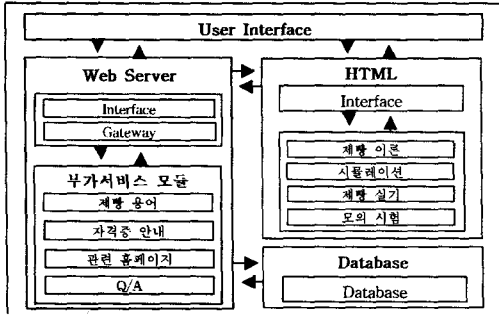 User Interface
Web Server
Interface
Gateway
부가서비스 모듈
제빵 용어
자격증 안내
관련 홈페이지
Q/A
HTML
Interface
제빵 이론
시뮬레이션
제빵 실기
모의 시험
Database
Database